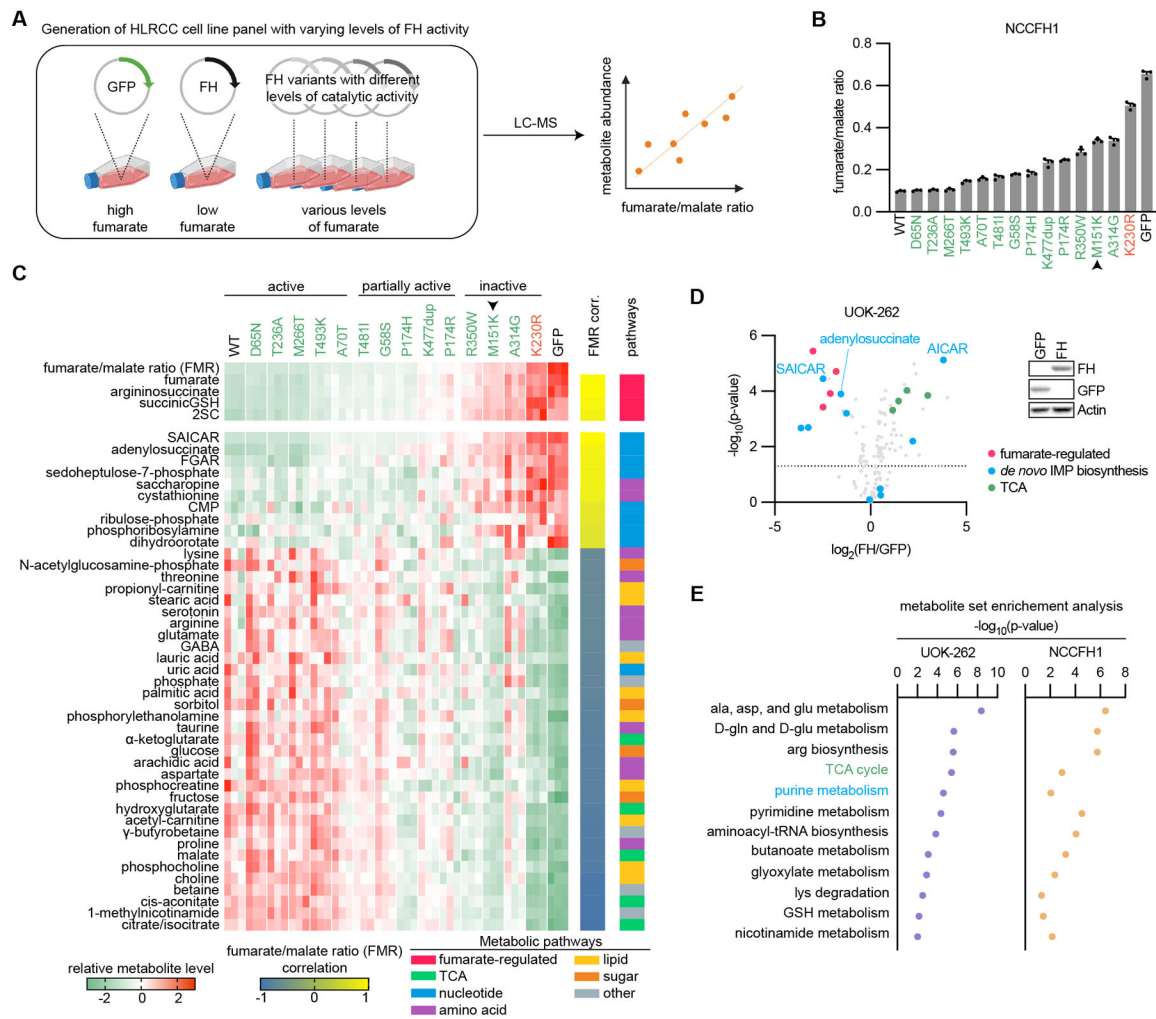 A
Generation of HLRCC cell line panel with varying levels of FH activity
GFP
FH
FH variants with different
levels of catalytic activity
high
fumarate
low
fumarate
various levels
of fumarate
LC-MS
metabolite abundance
fumarate/malate ratio
B
NCCFH1
fumarate/malate ratio
0.8
0.6
0.4
0.2
0.0
WT
D65N
T236A
M266T
T493K
A70T
T481I
G58S
P174H
K477dup
P174R
R350W
M151K
A314G
K230R
GFP
C
active
partially active
inactive
WT
D65N
T236A
M266T
T493K
A70T
T481I
G58S
P174H
K477dup
P174R
R350W
M151K
A314G
K230R
GFP
FMR corr.
pathways
fumarate/malate ratio (FMR)
fumarate
argininosuccinate
succinicGSH
2SC
SAICAR
adenylosuccinate
FGAR
sedoheptulose-7-phosphate
saccharopine
cystathionine
CMP
ribulose-phosphate
phosphoribosylamine
dihydroorotate
lysine
N-acetylglucosamine-phosphate
threonine
propionyl-carnitine
stearic acid
serotonin
arginine
glutamate
GABA
lauric acid
uric acid
phosphate
palmitic acid
sorbitol
phosphorylethanolamine
taurine
α-ketoglutarate
glucose
arachidic acid
aspartate
phosphocreatine
fructose
hydroxyglutarate
acetyl-carnitine
γ-butyrobetaine
proline
malate
phosphocholine
choline
betaine
cis-aconitate
1-methylnicotinamide
citrate/isocitrate
relative metabolite level
-2 0 2
fumarate/malate ratio (FMR)
correlation
-1 0 1
Metabolic pathways
fumarate-regulated
TCA
nucleotide
amino acid
lipid
sugar
other
D
UOK-262
adenylosuccinate
SAICAR
AICAR
-log10(p-value)
6
4
2
0
-5 0 5
log2(FH/GFP)
GFP
FH
FH
GFP
Actin
fumarate-regulated
de novo IMP biosynthesis
TCA
E
metabolite set enrichement analysis
-log10(p-value)
UOK-262
NCCFH1
0 2 4 6 8 10
0 2 4 6 8
ala, asp, and glu metabolism
D-gln and D-glu metabolism
arg biosynthesis
TCA cycle
purine metabolism
pyrimidine metabolism
aminoacyl-tRNA biosynthesis
butanoate metabolism
glyoxylate metabolism
lys degradation
GSH metabolism
nicotinamide metabolism